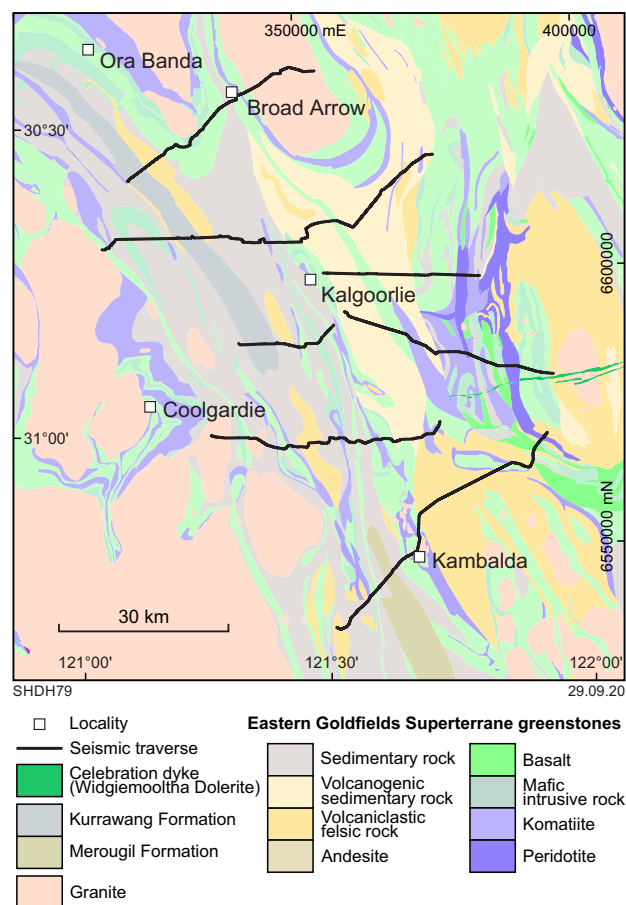 350000 mE
400000
Ora Banda
Broad Arrow
30°30'
6600000
Kalgoorlie
Coolgardie
31°00'
6550000 mN
Kambalda
30 km
121°00'
121°30'
122°00'
SHDH79
29.09.20
Locality
Seismic traverse
Celebration dyke
(Widgiemooltha Dolerite)
Kurrawang Formation
Merougil Formation
Granite
Eastern Goldfields Superterrane greenstones
Sedimentary rock
Volcanogenic
sedimentary rock
Volcaniclastic
felsic rock
Andesite
Basalt
Mafic
intrusive rock
Komatiite
Peridotite